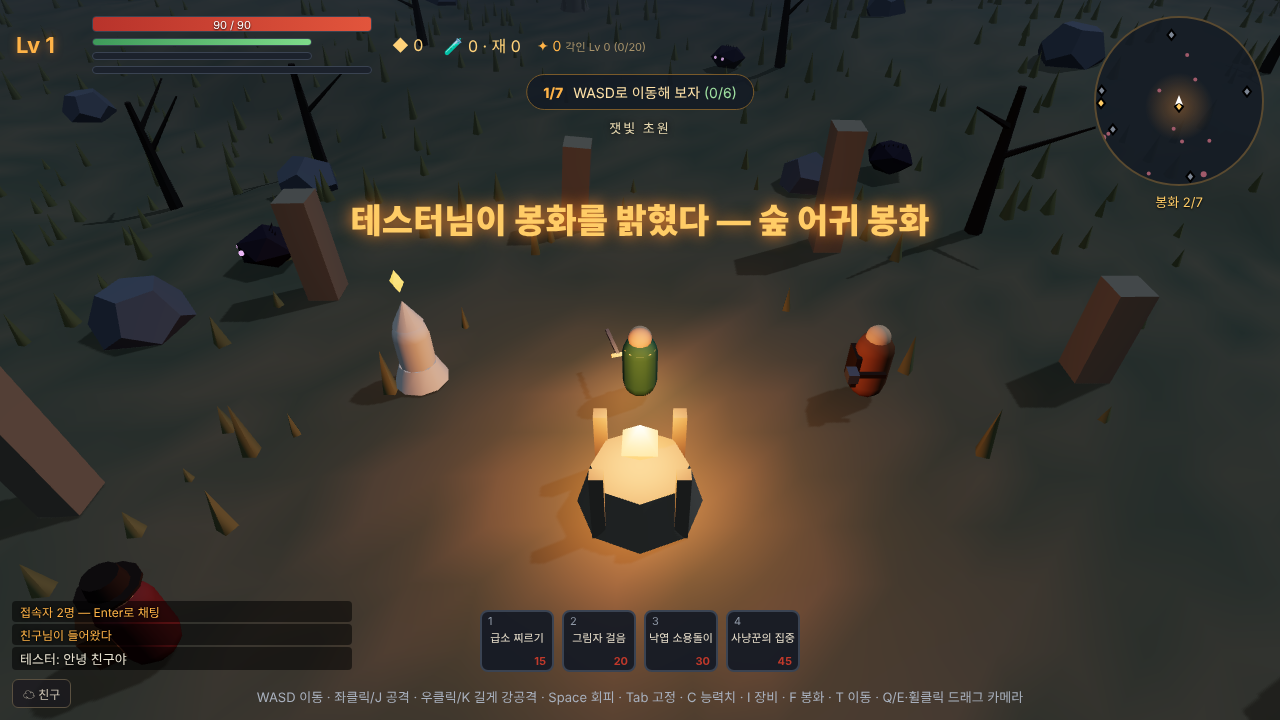 Lv 1
90 / 90
0
0 · 재 0
0 각인 Lv 0 (0/20)
1/7 WASD로 이동해 보자 (0/6)
잿빛 초원
봉화 2/7
테스터님이 봉화를 밝혔다 — 숲 어귀 봉화
접속자 2명 — Enter로 채팅
친구님이 들어왔다
테스터: 안녕 친구야
1
급소 찌르기
15
2
그림자 걸음
20
3
낙엽 소용돌이
30
4
사냥꾼의 집중
45
친구
WASD 이동 · 좌클릭/J 공격 · 우클릭/K 길게 강공격 · Space 회피 · Tab 고정 · C 능력치 · I 장비 · F 봉화 · T 이동 · Q/E·휠클릭 드래그 카메라